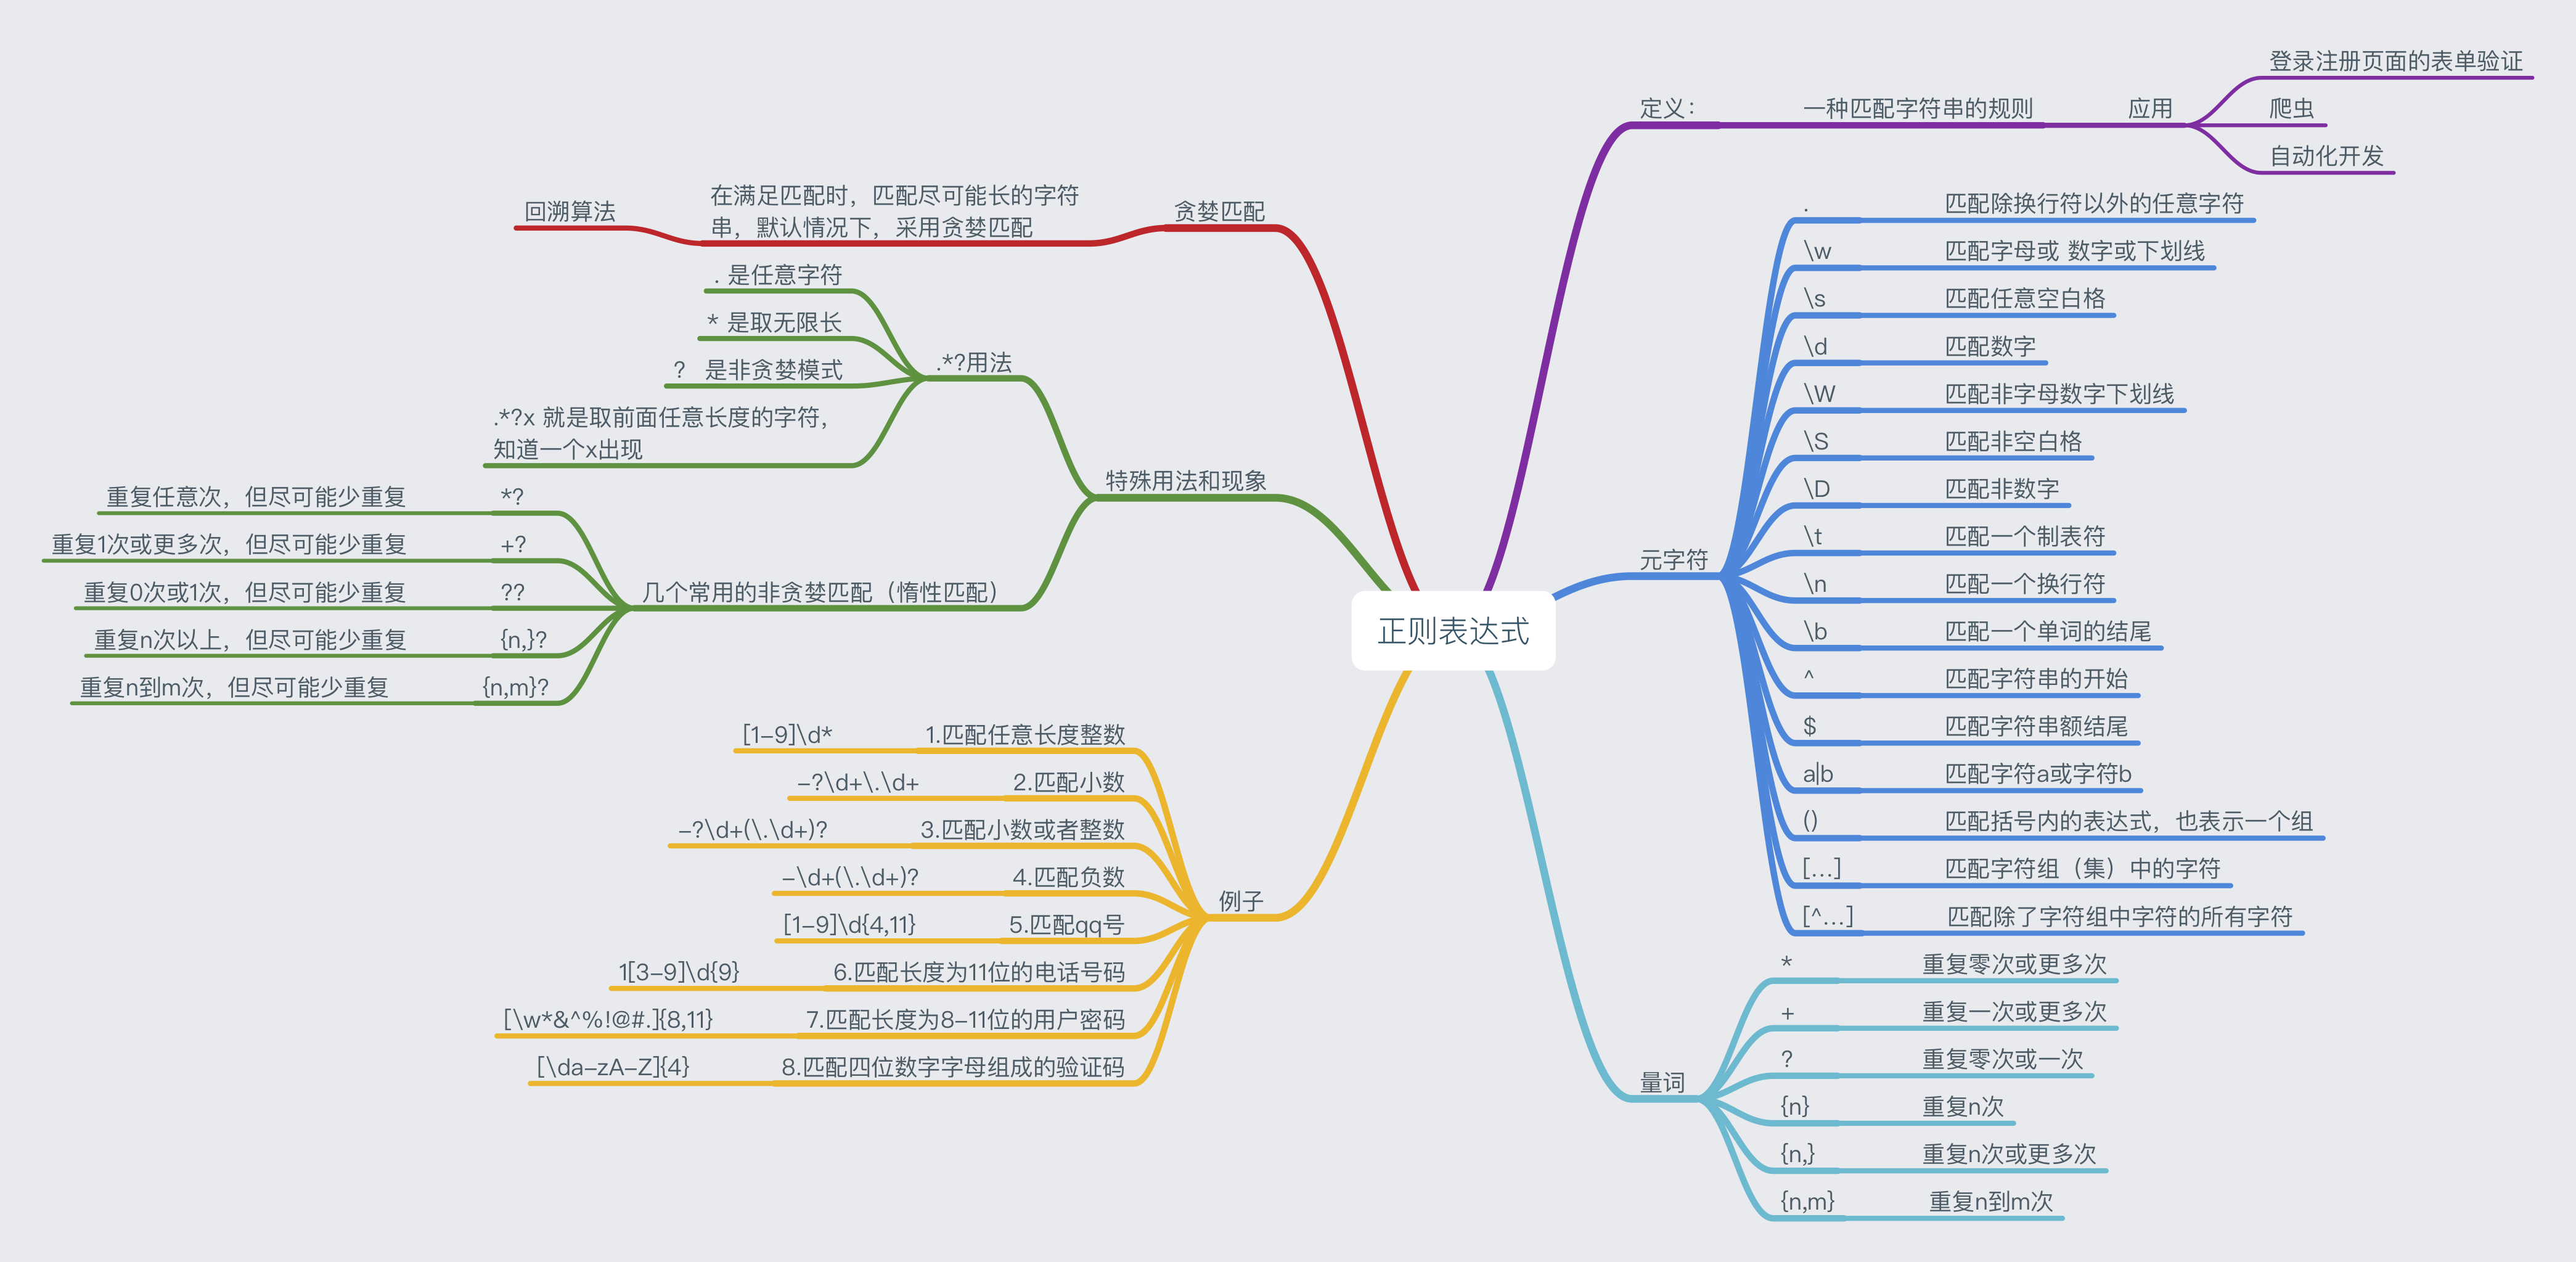 正则表达式
定义：
一种匹配字符串的规则
应用
登录注册页面的表单验证
爬虫
自动化开发
元字符
.
匹配除换行符以外的任意字符
\w
匹配字母或 数字或下划线
\s
匹配任意空白格
\d
匹配数字
\W
匹配非字母数字下划线
\S
匹配非空白格
\D
匹配非数字
\t
匹配一个制表符
\n
匹配一个换行符
\b
匹配一个单词的结尾
^
匹配字符串的开始
$
匹配字符串额结尾
a|b
匹配字符a或字符b
()
匹配括号内的表达式，也表示一个组
[...]
匹配字符组（集）中的字符
[^...]
匹配除了字符组中字符的所有字符
量词
*
重复零次或更多次
+
重复一次或更多次
?
重复零次或一次
{n}
重复n次
{n,}
重复n次或更多次
{n,m}
重复n到m次
贪婪匹配
在满足匹配时，匹配尽可能长的字符
串，默认情况下，采用贪婪匹配
回溯算法
特殊用法和现象
.*?用法
. 是任意字符
* 是取无限长
? 是非贪婪模式
.*?x 就是取前面任意长度的字符，
知道一个x出现
几个常用的非贪婪匹配（惰性匹配）
*?
重复任意次，但尽可能少重复
+?
重复1次或更多次，但尽可能少重复
??
重复0次或1次，但尽可能少重复
{n,}?
重复n次以上，但尽可能少重复
{n,m}?
重复n到m次，但尽可能少重复
例子
1.匹配任意长度整数
[1-9]\d*
2.匹配小数
-?\d+\.\d+
3.匹配小数或者整数
-?\d+(\.\d+)?
4.匹配负数
-\d+(\.\d+)?
5.匹配qq号
[1-9]\d{4,11}
6.匹配长度为11位的电话号码
1[3-9]\d{9}
7.匹配长度为8-11位的用户密码
[\w*&^%!@#.]{8,11}
8.匹配四位数字字母组成的验证码
[\da-zA-Z]{4}